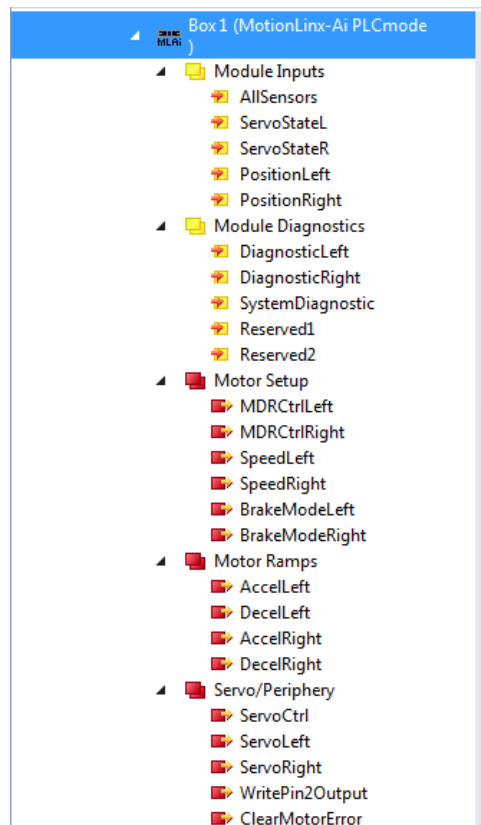 Box 1 (MotionLinx-Ai PLCmode
MLAi )
Module Inputs
AllSensors
ServoStateL
ServoStateR
PositionLeft
PositionRight
Module Diagnostics
DiagnosticLeft
DiagnosticRight
SystemDiagnostic
Reserved1
Reserved2
Motor Setup
MDRCtrlLeft
MDRCtrlRight
SpeedLeft
SpeedRight
BrakeModeLeft
BrakeModeRight
Motor Ramps
AccelLeft
DecelLeft
AccelRight
DecelRight
Servo/Periphery
ServoCtrl
ServoLeft
ServoRight
WritePin2Output
ClearMotorError